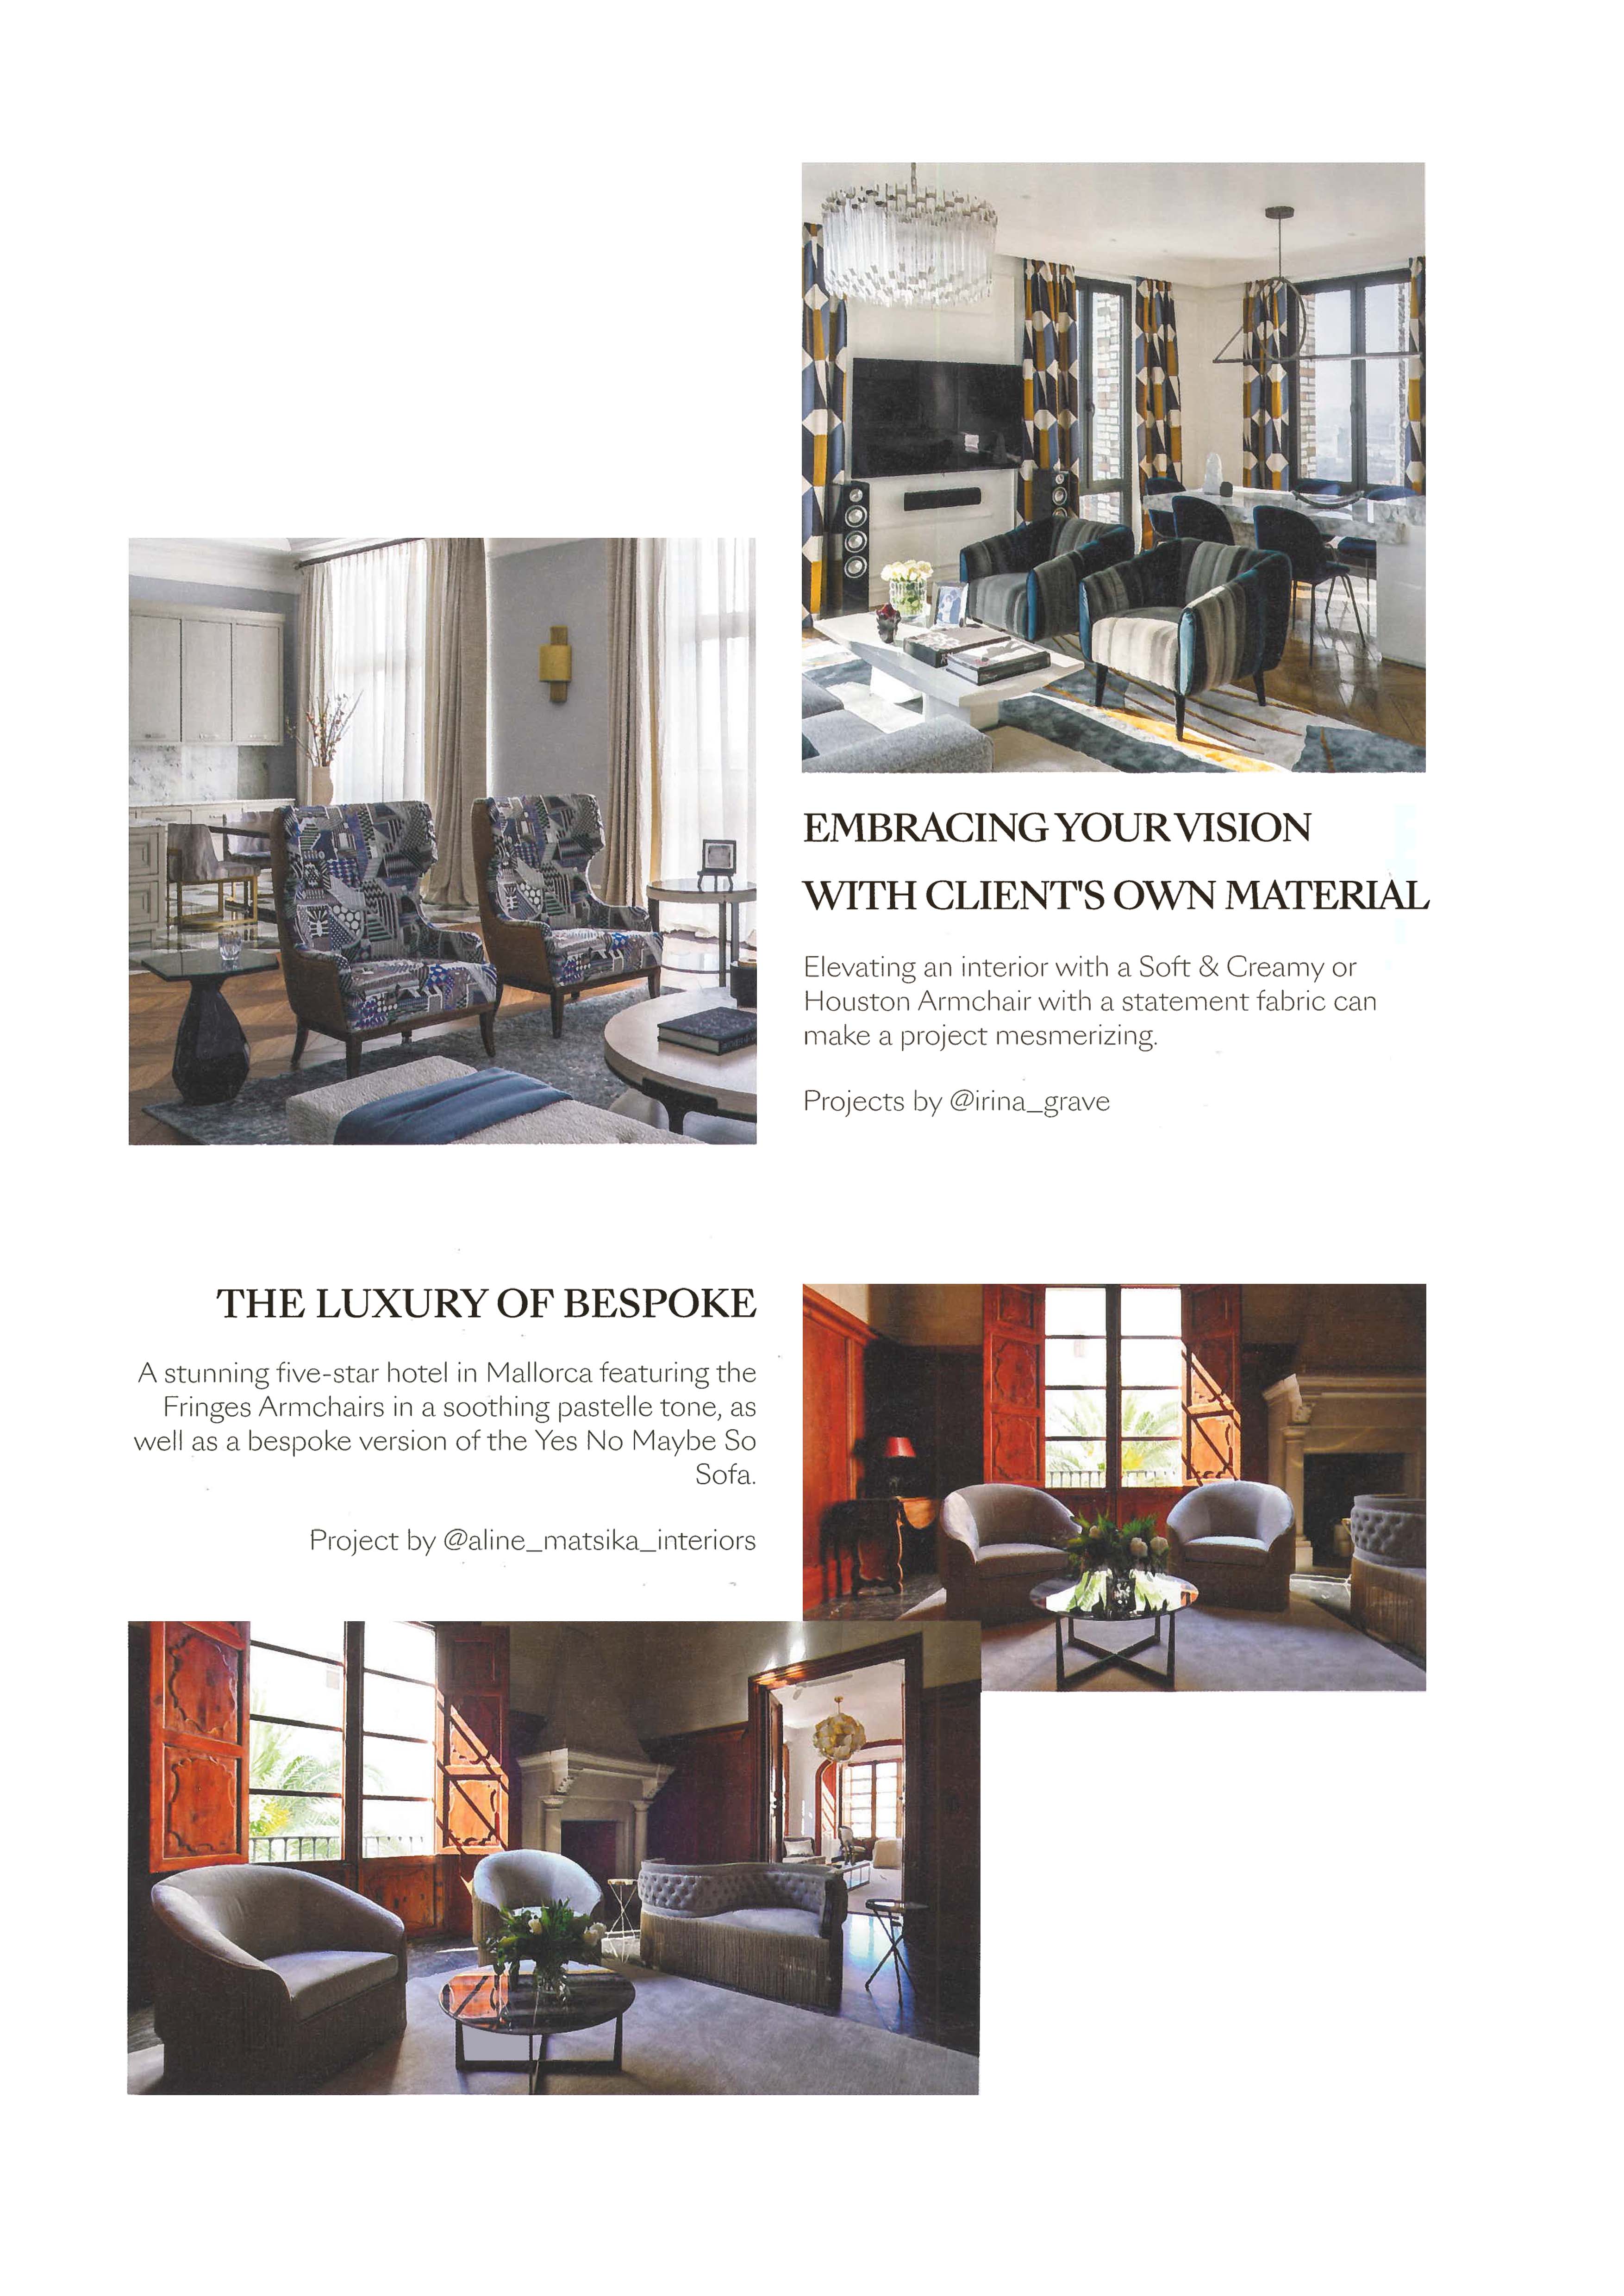 EMBRACING YOUR VISION
WITH CLIENT'S OWN MATERIAL
Elevating an interior with a Soft & Creamy or
Houston Armchair with a statement fabric can
make a project mesmerizing.
Projects by @irina_grave
THE LUXURY OF BESPOKE
A stunning five-star hotel in Mallorca featuring the
Fringes Armchairs in a soothing pastelle tone, as
well as a bespoke version of the Yes No Maybe So
Sofa.
Project by @aline_matsika_interiors